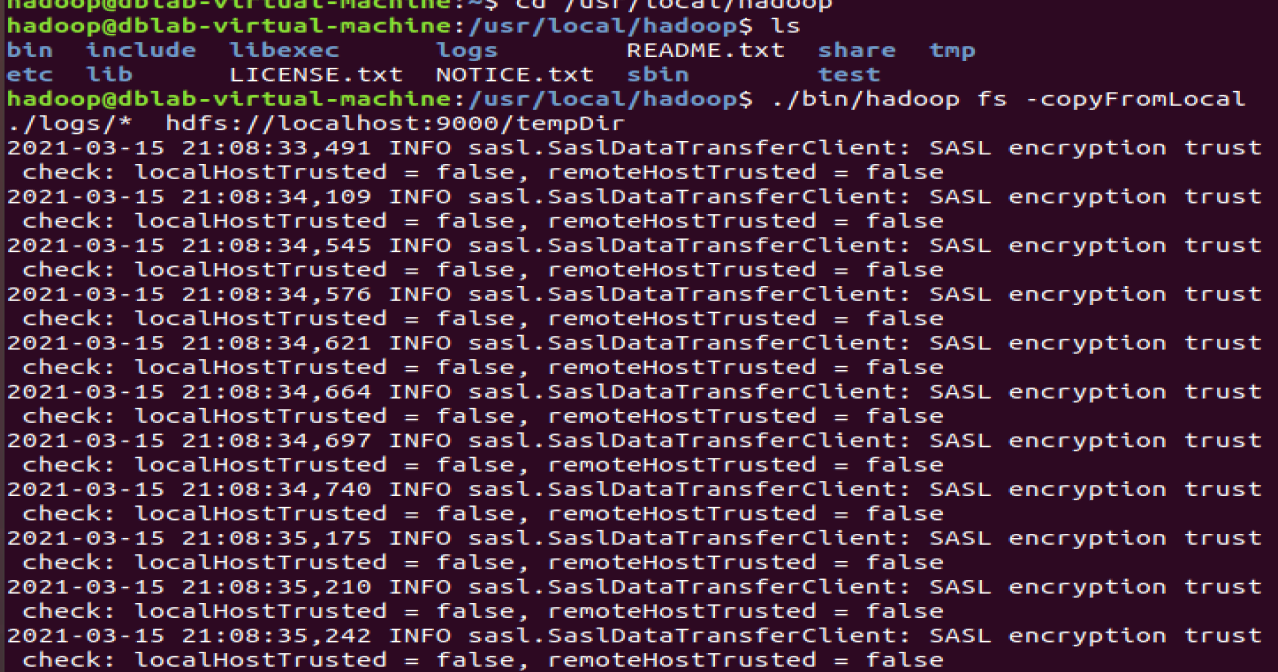 hadoop@dblab-virtual-machine:~$ cd /usr/local/hadoop
hadoop@dblab-virtual-machine:/usr/local/hadoop$ ls
bin  include  libexec      logs        README.txt  share  tmp
etc  lib      LICENSE.txt  NOTICE.txt  sbin        test
hadoop@dblab-virtual-machine:/usr/local/hadoop$ ./bin/hadoop fs -copyFromLocal
./logs/*  hdfs://localhost:9000/tempDir
2021-03-15 21:08:33,491 INFO sasl.SaslDataTransferClient: SASL encryption trust
 check: localHostTrusted = false, remoteHostTrusted = false
2021-03-15 21:08:34,109 INFO sasl.SaslDataTransferClient: SASL encryption trust
 check: localHostTrusted = false, remoteHostTrusted = false
2021-03-15 21:08:34,545 INFO sasl.SaslDataTransferClient: SASL encryption trust
 check: localHostTrusted = false, remoteHostTrusted = false
2021-03-15 21:08:34,576 INFO sasl.SaslDataTransferClient: SASL encryption trust
 check: localHostTrusted = false, remoteHostTrusted = false
2021-03-15 21:08:34,621 INFO sasl.SaslDataTransferClient: SASL encryption trust
 check: localHostTrusted = false, remoteHostTrusted = false
2021-03-15 21:08:34,664 INFO sasl.SaslDataTransferClient: SASL encryption trust
 check: localHostTrusted = false, remoteHostTrusted = false
2021-03-15 21:08:34,697 INFO sasl.SaslDataTransferClient: SASL encryption trust
 check: localHostTrusted = false, remoteHostTrusted = false
2021-03-15 21:08:34,740 INFO sasl.SaslDataTransferClient: SASL encryption trust
 check: localHostTrusted = false, remoteHostTrusted = false
2021-03-15 21:08:35,175 INFO sasl.SaslDataTransferClient: SASL encryption trust
 check: localHostTrusted = false, remoteHostTrusted = false
2021-03-15 21:08:35,210 INFO sasl.SaslDataTransferClient: SASL encryption trust
 check: localHostTrusted = false, remoteHostTrusted = false
2021-03-15 21:08:35,242 INFO sasl.SaslDataTransferClient: SASL encryption trust
 check: localHostTrusted = false, remoteHostTrusted = false